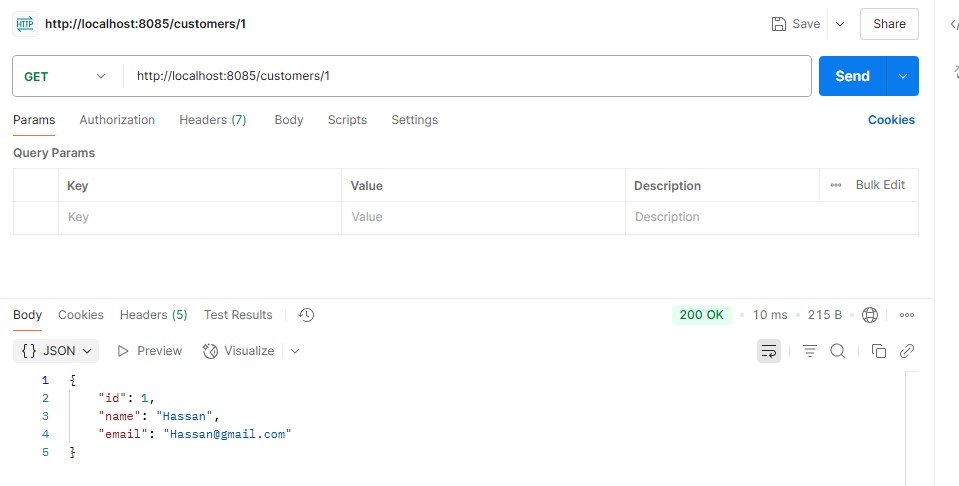 HTTP http://localhost:8085/customers/1 Save Share
GET http://localhost:8085/customers/1 Send
Params Authorization Headers (7) Body Scripts Settings Cookies
Query Params
Key Value Description Bulk Edit
Key Value Description
Body Cookies Headers (5) Test Results 200 OK • 10 ms • 215 B •
{} JSON Preview Visualize
1 {
2 "id": 1,
3 "name": "Hassan",
4 "email": "Hassan@gmail.com"
5 }